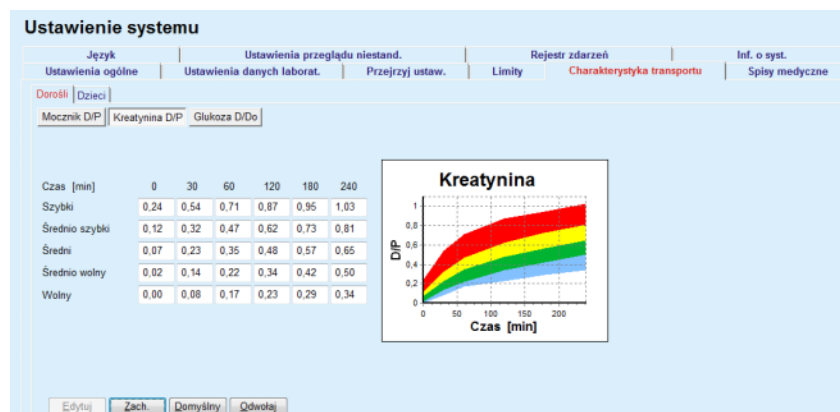 Ustawienie systemu
Język Ustawienia przeglądu niestand. Rejestr zdarzeń Inf. o syst.
Ustawienia ogólne Ustawienia danych laborat. Przejrzyj ustaw. Limity Charakterystyka transportu Spisy medyczne
Dorośli Dzieci
Mocznik D/P Kreatynina D/P Glukoza D/Do
Czas [min] 0 30 60 120 180 240
Szybki 0,24 0,54 0,71 0,87 0,95 1,03
Średnio szybki 0,12 0,32 0,47 0,62 0,73 0,81
Średni 0,07 0,23 0,35 0,48 0,57 0,65
Średnio wolny 0,02 0,14 0,22 0,34 0,42 0,50
Wolny 0,00 0,08 0,17 0,23 0,29 0,34
Kreatynina
D/P
1
0,8
0,6
0,4
0,2
0
0 50 100 150 200
Czas [min]
Edytuj Zach. Domyślny Odwołaj